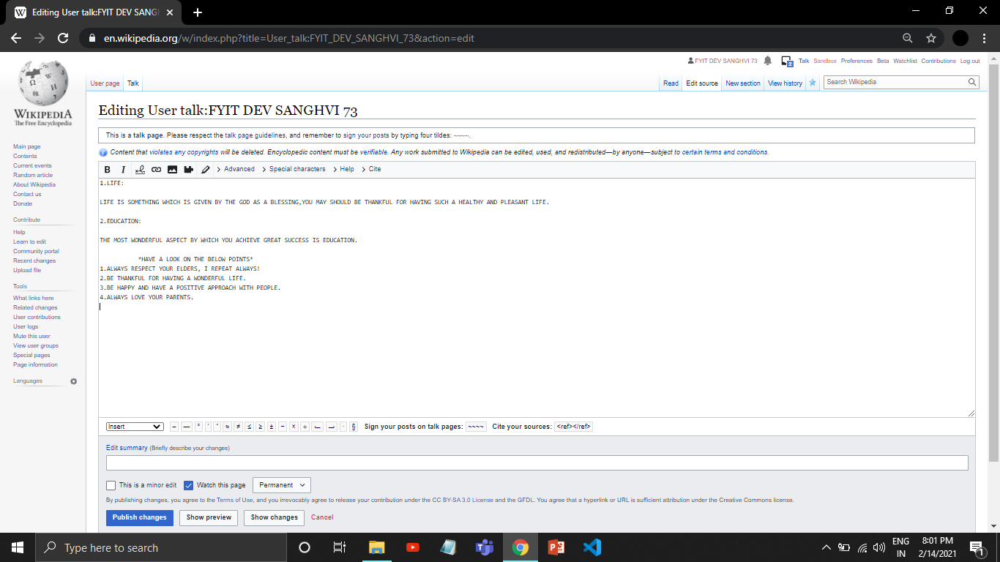 Editing User talk:FYIT DEV SANGH
en.wikipedia.org/w/index.php?title=User_talk:FYIT_DEV_SANGHVI_73&action=edit
FYIT DEV SANGHVI 73 2 Talk Sandbox Preferences Beta Watchlist Contributions Log out
User page Talk Read Edit source New section View history Search Wikipedia
WIKIPEDIA
The Free Encyclopedia
Main page
Contents
Current events
Random article
About Wikipedia
Contact us
Donate
Contribute
Help
Learn to edit
Community portal
Recent changes
Upload file
Tools
What links here
Related changes
User contributions
User logs
Mute this user
View user groups
Special pages
Page information
Languages
Editing User talk:FYIT DEV SANGHVI 73
This is a talk page. Please respect the talk page guidelines, and remember to sign your posts by typing four tildes: ~~~~.
Content that violates any copyrights will be deleted. Encyclopedic content must be verifiable. Any work submitted to Wikipedia can be edited, used, and redistributed—by anyone—subject to certain terms and conditions.
B I Advanced Special characters Help Cite
1.LIFE:
LIFE IS SOMETHING WHICH IS GIVEN BY THE GOD AS A BLESSING,YOU MAY SHOULD BE THANKFUL FOR HAVING SUCH A HEALTHY AND PLEASANT LIFE.
2.EDUCATION:
THE MOST WONDERFUL ASPECT BY WHICH YOU ACHIEVE GREAT SUCCESS IS EDUCATION.
*HAVE A LOOK ON THE BELOW POINTS*
1.ALWAYS RESPECT YOUR ELDERS, I REPEAT ALWAYS!
2.BE THANKFUL FOR HAVING A WONDERFUL LIFE.
3.BE HAPPY AND HAVE A POSITIVE APPROACH WITH PEOPLE.
4.ALWAYS LOVE YOUR PARENTS.
Insert – — ° ′ ″ ≈ ≠ ≤ ≥ ± − × ÷ ← → · § Sign your posts on talk pages: ~~~~ Cite your sources: <ref></ref>
Edit summary (Briefly describe your changes)
This is a minor edit Watch this page Permanent
By publishing changes, you agree to the Terms of Use, and you irrevocably agree to release your contribution under the CC BY-SA 3.0 License and the GFDL. You agree that a hyperlink or URL is sufficient attribution under the Creative Commons license.
Publish changes Show preview Show changes Cancel
Type here to search
ENG
IN
8:01 PM
2/14/2021
1